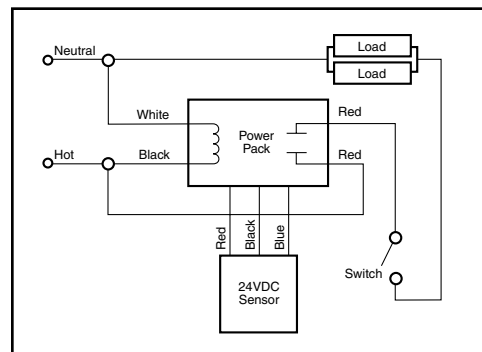 Neutral
Load
Load
White
Red
Power
Pack
Hot
Black
Red
Red
Black
Blue
Switch
24VDC
Sensor